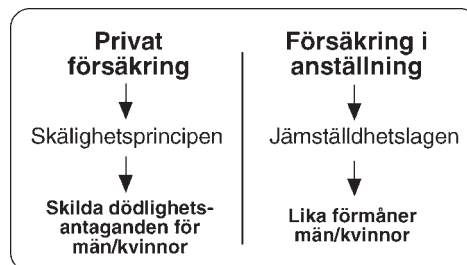 Privat
försäkring
Skälighetsprincipen
Skilda dödlighets-
antaganden för
män/kvinnor
Försäkring i
anställning
Jämställdhetslagen
Lika förmåner
män/kvinnor